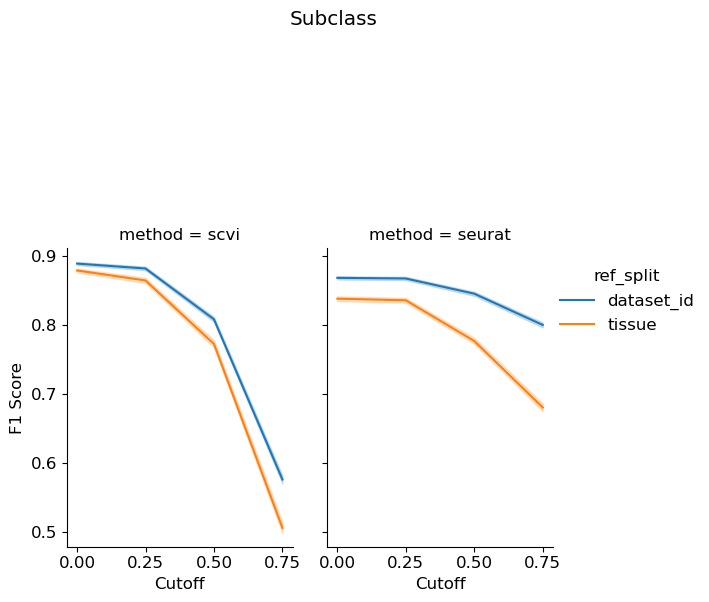 Subclass
method = scvi
method = seurat
F1 Score
0.9
0.8
0.7
0.6
0.5
0.00 0.25 0.50 0.75
Cutoff
0.00 0.25 0.50 0.75
Cutoff
ref_split
dataset_id
tissue